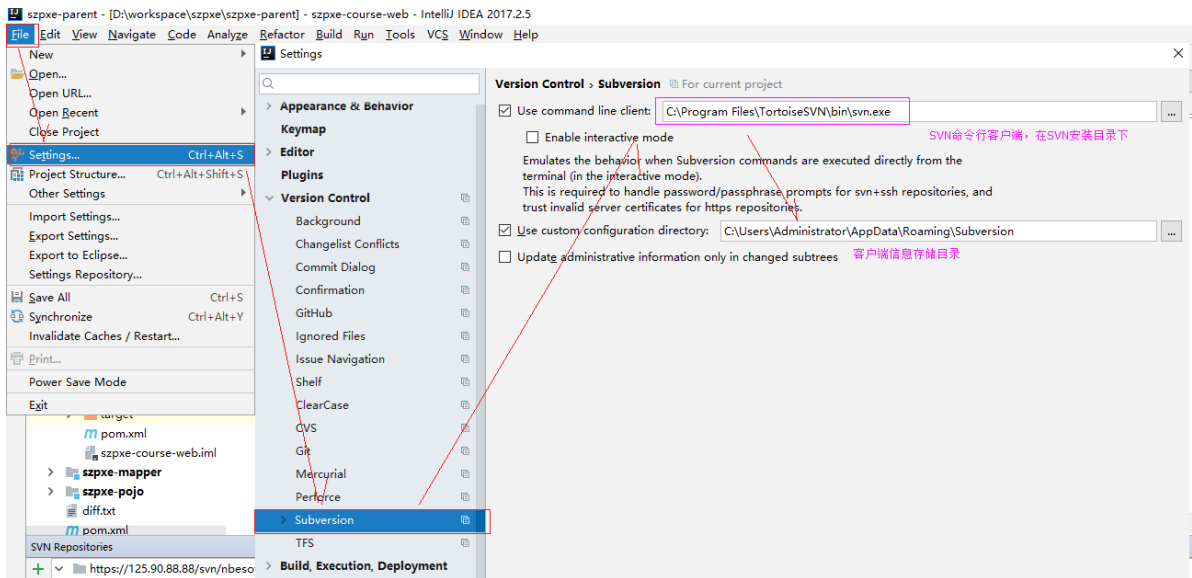 szpxe-parent - [D:\workspace\szpxe\szpxe-parent] - szpxe-course-web - IntelliJ IDEA 2017.2.5
File Edit View Navigate Code Analyze Refactor Build Run Tools VCS Window Help
New
Open...
Open URL...
Open Recent
Close Project
Settings... Ctrl+Alt+S
Project Structure... Ctrl+Alt+Shift+S
Other Settings
Import Settings...
Export Settings...
Export to Eclipse...
Settings Repository...
Save All Ctrl+S
Synchronize Ctrl+Alt+Y
Invalidate Caches / Restart...
Print...
Power Save Mode
Exit
target
pom.xml
szpxe-course-web.iml
szpxe-mapper
szpxe-pojo
diff.txt
pom.xml
SVN Repositories
https://125.90.88.88/svn/nbeso
Settings
Appearance & Behavior
Keymap
Editor
Plugins
Version Control
Background
Changelist Conflicts
Commit Dialog
Confirmation
GitHub
Ignored Files
Issue Navigation
Shelf
ClearCase
CVS
Git
Mercurial
Perforce
Subversion
TFS
Build, Execution, Deployment
Version Control › Subversion For current project
Use command line client: C:\Program Files\TortoiseSVN\bin\svn.exe ...
SVN命令行客户端，在SVN安装目录下
Enable interactive mode
Emulates the behavior when Subversion commands are executed directly from the
terminal (in the interactive mode).
This is required to handle password/passphrase prompts for svn+ssh repositories, and
trust invalid server certificates for https repositories.
Use custom configuration directory: C:\Users\Administrator\AppData\Roaming\Subversion ...
Update administrative information only in changed subtrees
客户端信息存储目录